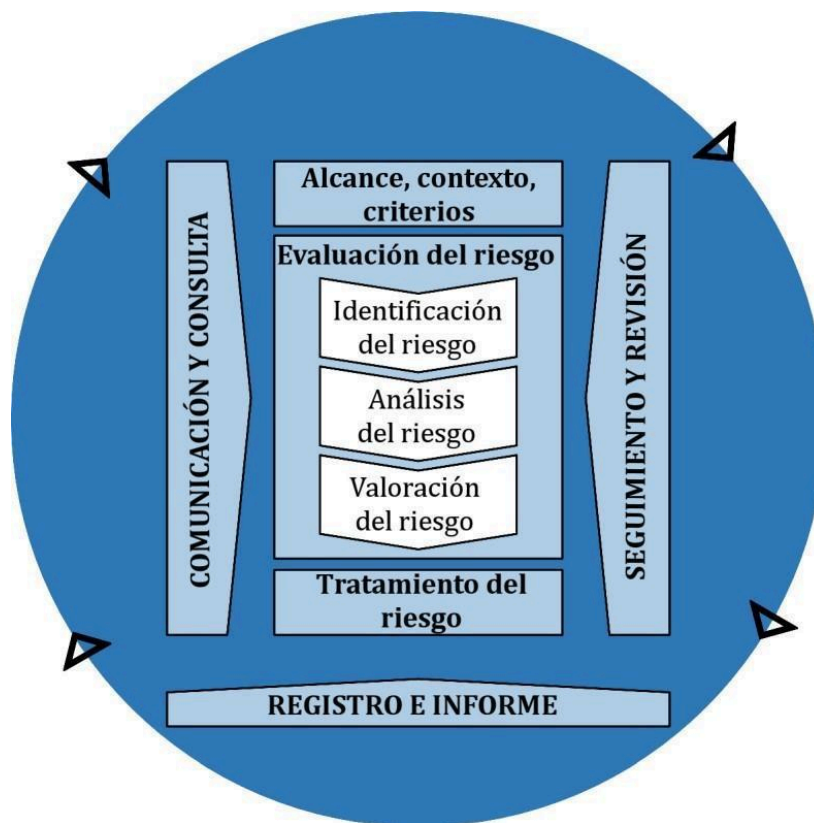 Alcance, contexto,
criterios
Evaluación del riesgo
Identificación
del riesgo
Análisis
del riesgo
Valoración
del riesgo
Tratamiento del
riesgo
COMUNICACIÓN Y CONSULTA
SEGUIMIENTO Y REVISIÓN
REGISTRO E INFORME